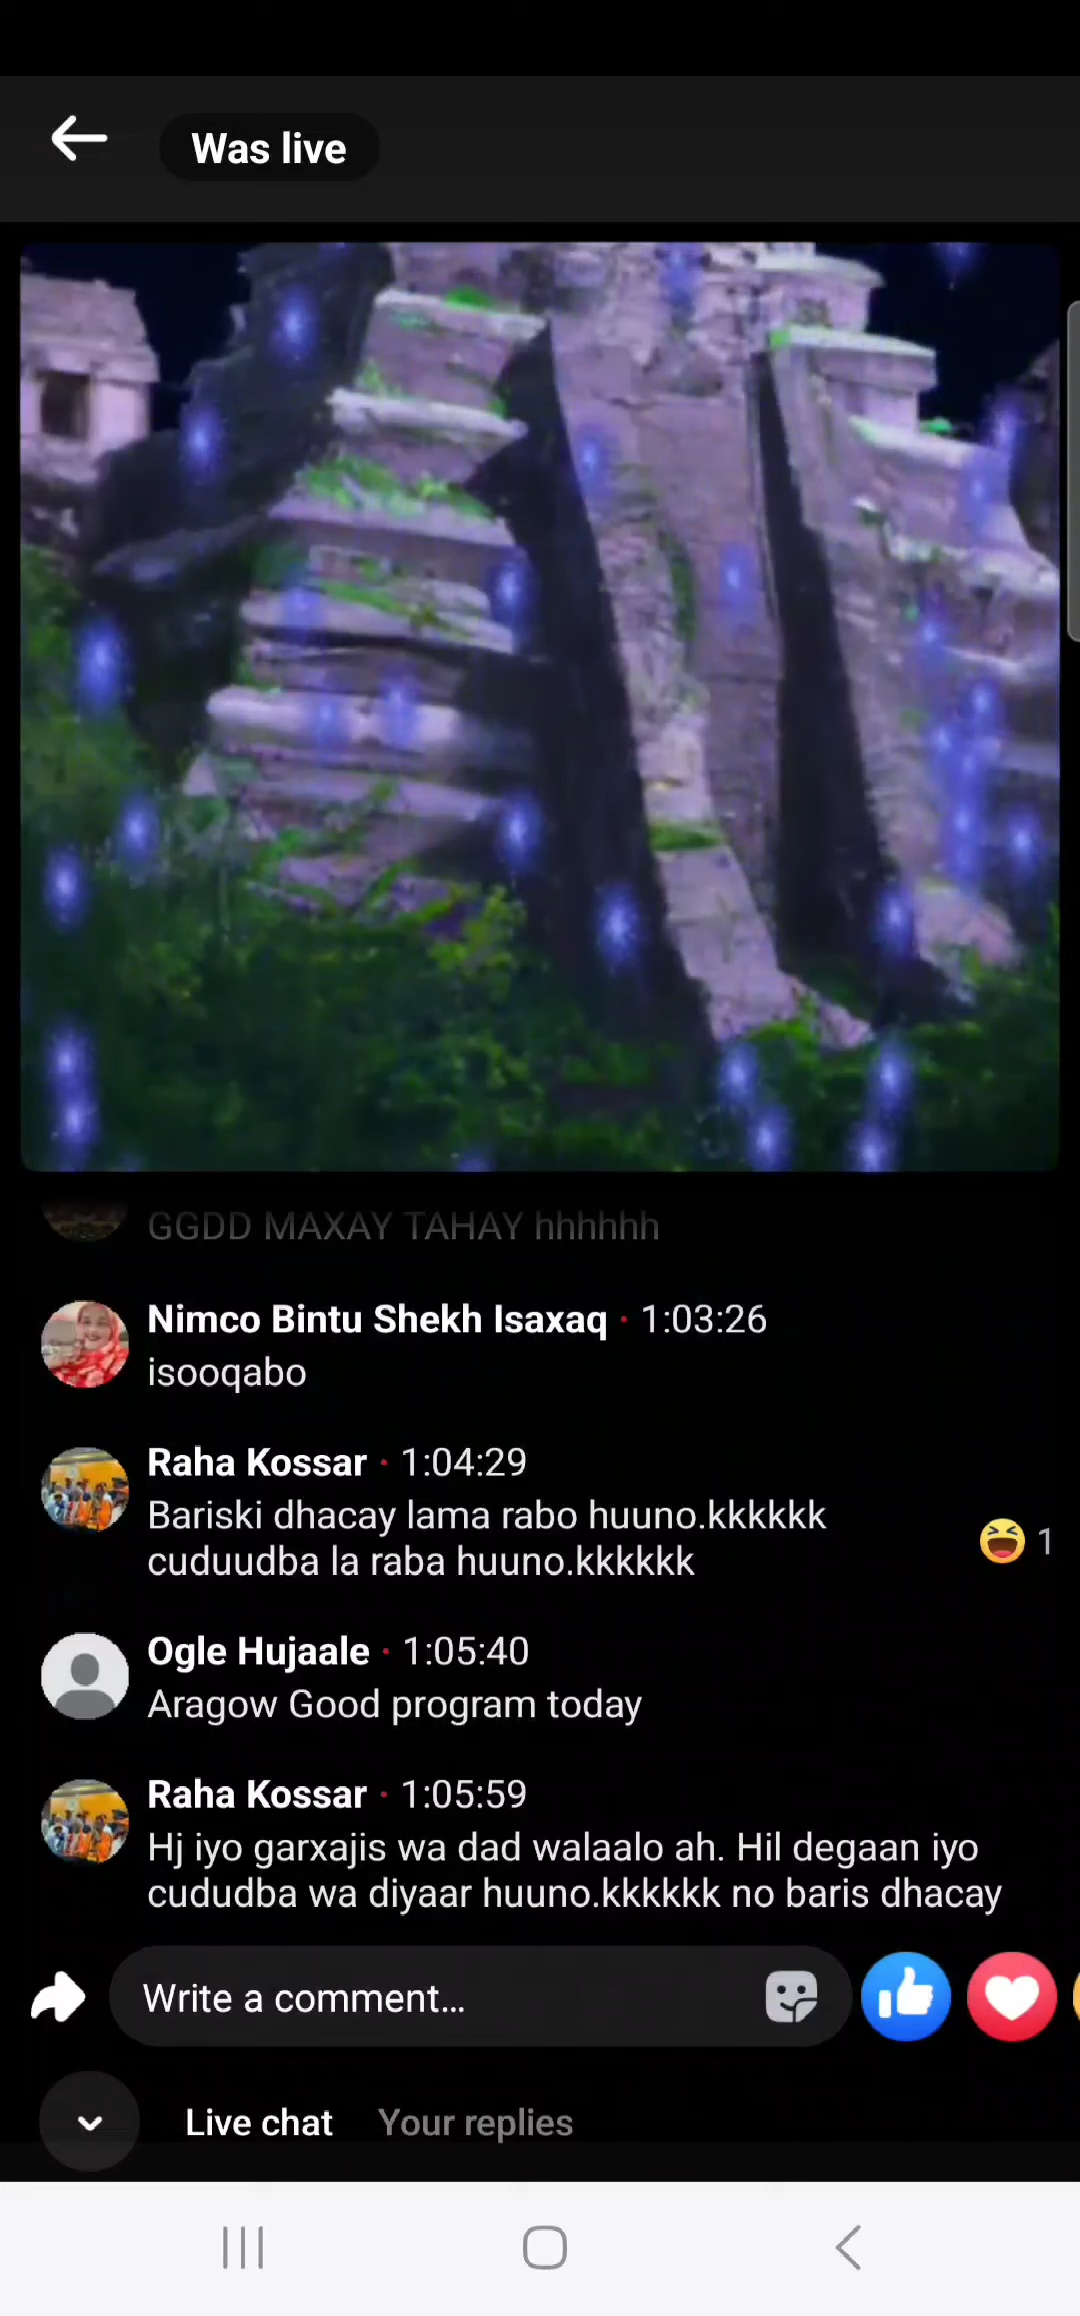 Was live
GGDD MAXAY TAHAY hhhhhh
Nimco Bintu Shekh Isaxaq · 1:03:26
isooqabo
Raha Kossar · 1:04:29
Bariski dhacay lama rabo huuno.kkkkkk
cuduudba la raba huuno.kkkkkk
1
Ogle Hujaale · 1:05:40
Aragow Good program today
Raha Kossar · 1:05:59
Hj iyo garxajis wa dad walaalo ah. Hil degaan iyo
cududba wa diyaar huuno.kkkkkk no baris dhacay
Write a comment...
Live chat Your replies